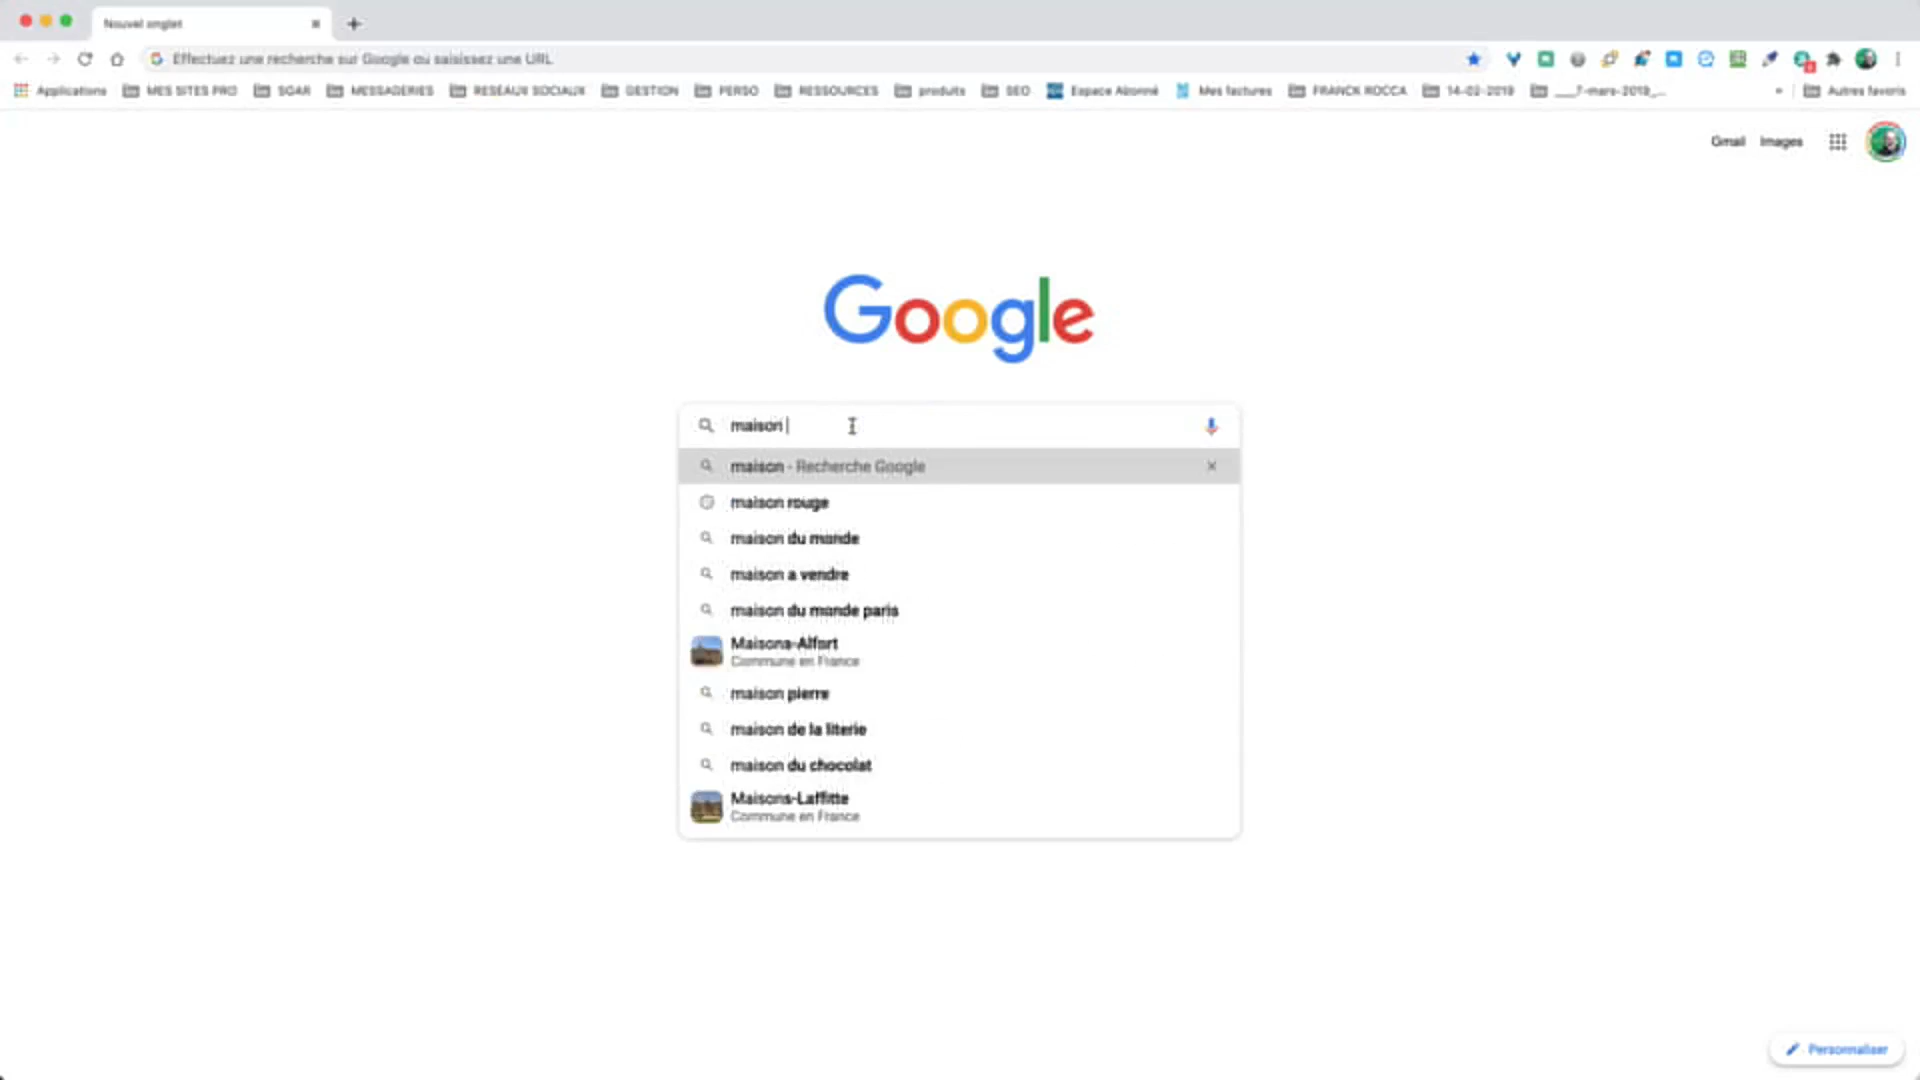 Nouvel onglet
Effectuez une recherche sur Google ou saisissez une URL
Applications MES SITES PRO SGAR MESSAGERIES RESEAUX SOCIAUX GESTION PERSO RESSOURCES produits SEO Espace Abonné Mes factures FRANCK ROCCA 14-02-2019 ___7-mars-2019_... » Autres favoris
Gmail Images
Google
maison
maison - Recherche Google
maison rouge
maison du monde
maison a vendre
maison du monde paris
Maisons-Alfort
Commune en France
maison pierre
maison de la literie
maison du chocolat
Maisons-Laffitte
Commune en France
Personnaliser